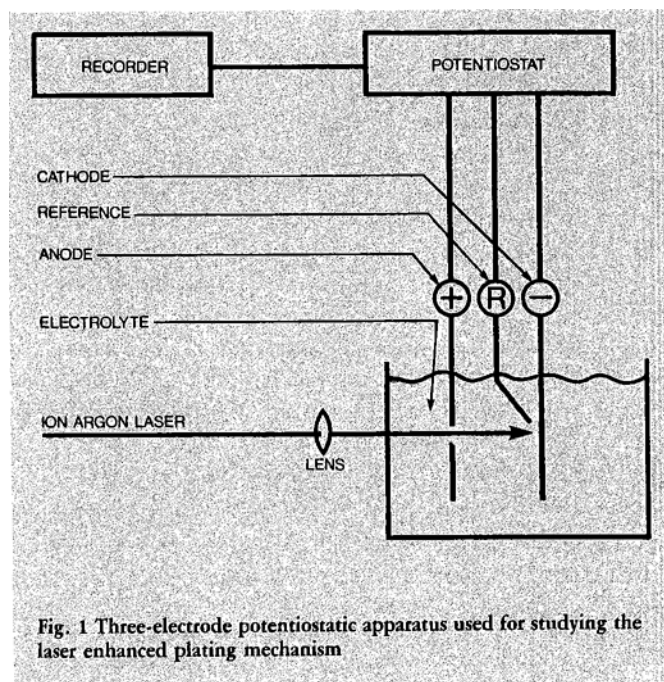 RECORDER
POTENTIOSTAT
CATHODE
REFERENCE
ANODE
+
R
−
ELECTROLYTE
ION ARGON LASER
LENS
Fig. 1 Three-electrode potentiostatic apparatus used for studying the
laser enhanced plating mechanism